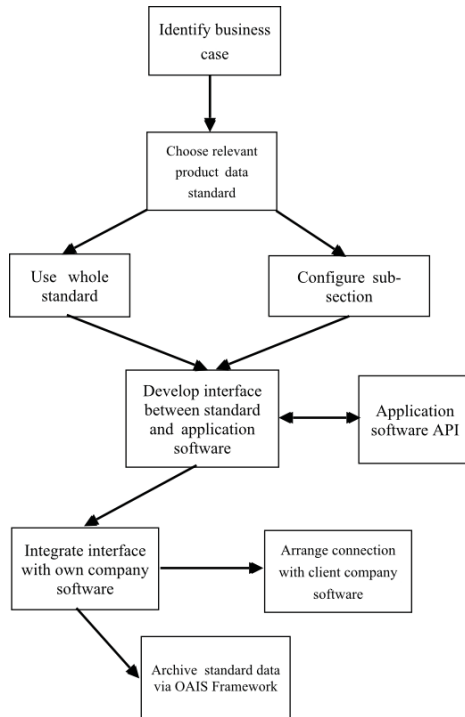 Identify business
case
Choose relevant
product data
standard
Use whole
standard
Configure sub-
section
Develop interface
between standard
and application
software
Application
software API
Integrate interface
with own company
software
Arrange connection
with client company
software
Archive standard data
via OAIS Framework